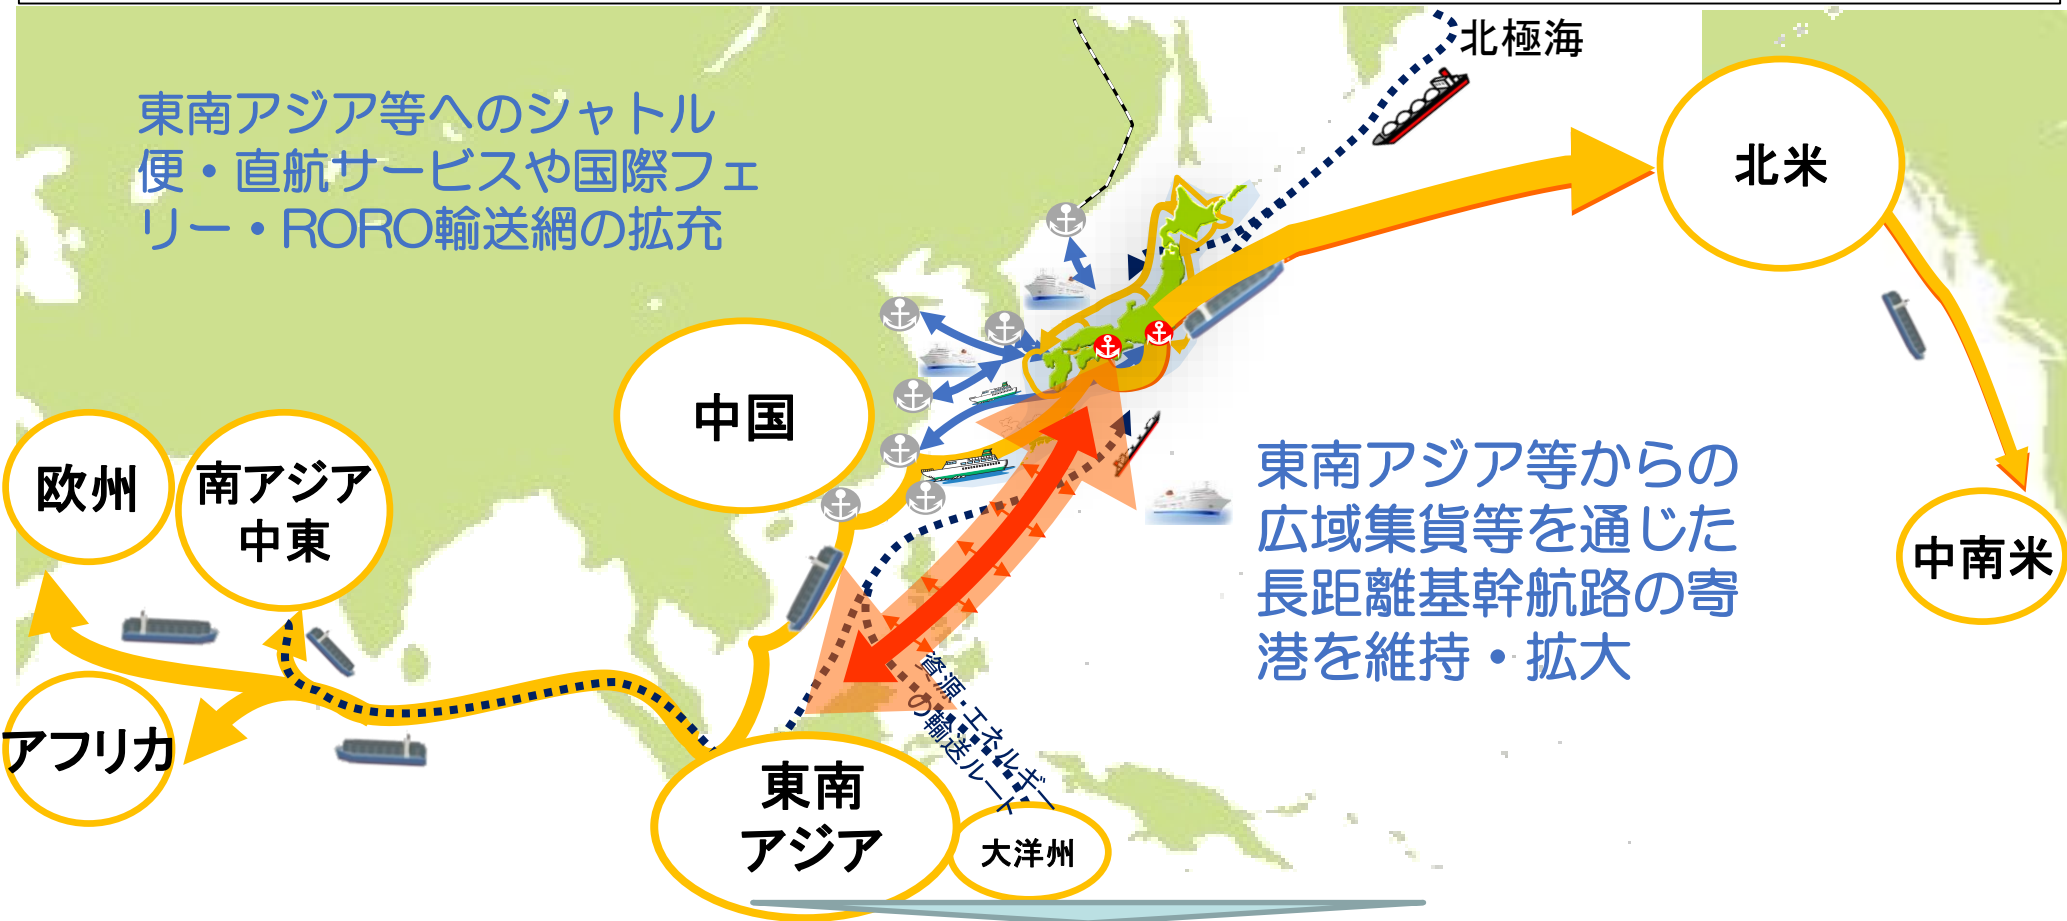 北極海
東南アジア等へのシャトル
便・直航サービスや国際フェ
リー・RORO輸送網の拡充
北米
中国
欧州
南アジア
中東
東南アジア等からの
広域集貨等を通じた
長距離基幹航路の寄
港を維持・拡大
中南米
資源・エネルギー
の輸送ルート
アフリカ
東南
アジア
大洋州